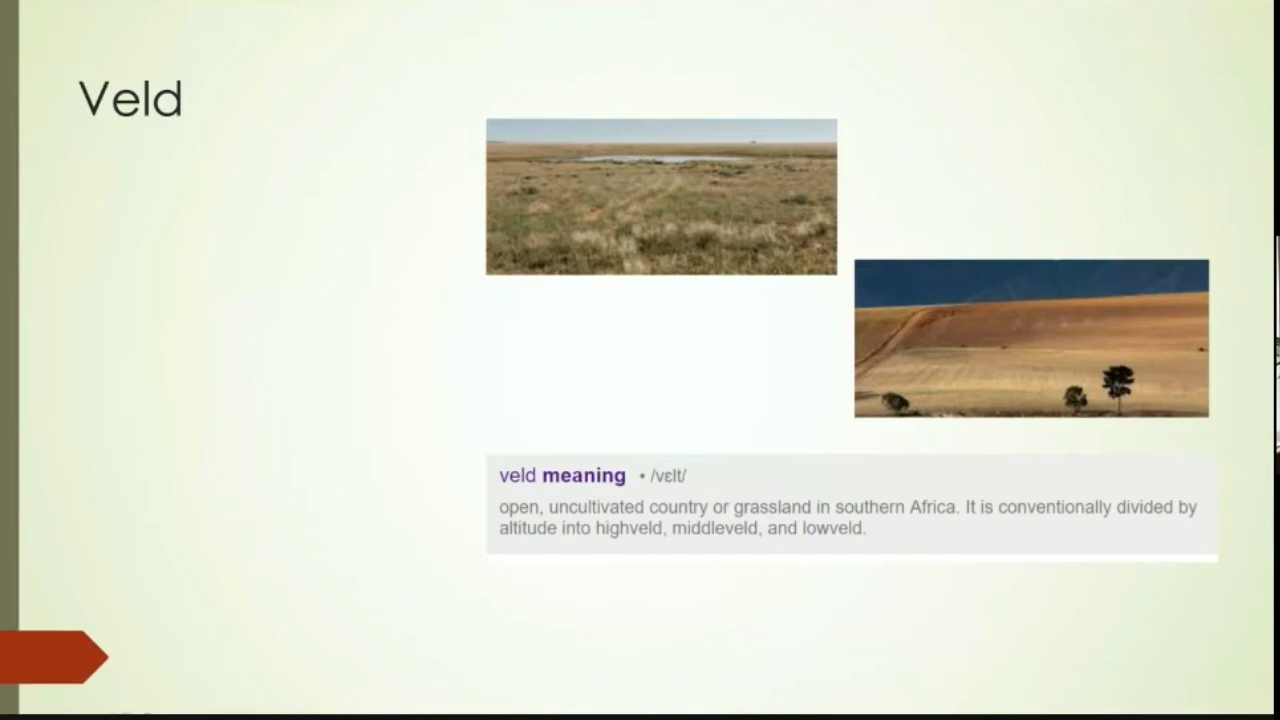 Veld
veld meaning • /vɛlt/
open, uncultivated country or grassland in southern Africa. It is conventionally divided by
altitude into highveld, middleveld, and lowveld.